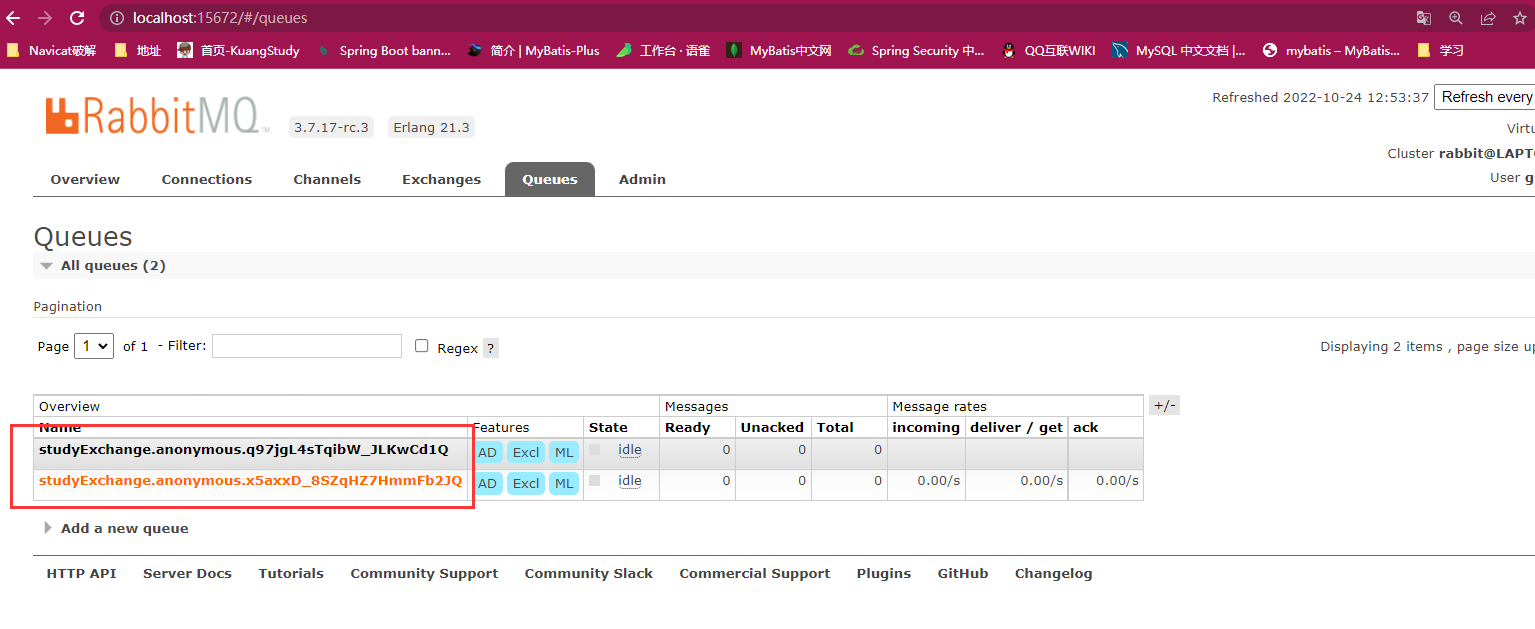 localhost:15672/#/queues
Navicat破解 地址 首页-KuangStudy Spring Boot bann... 简介 | MyBatis-Plus 工作台 · 语雀 MyBatis中文网 Spring Security 中... QQ互联WIKI MySQL 中文文档 |... mybatis – MyBatis... 学习
RabbitMQ TM 3.7.17-rc.3 Erlang 21.3
Refreshed 2022-10-24 12:53:37 Refresh every
Virtu
Cluster rabbit@LAPT
User g
Overview Connections Channels Exchanges Queues Admin
Queues
All queues (2)
Pagination
Page 1 of 1 - Filter: Regex ? Displaying 2 items , page size up
Overview Messages Message rates +/-
Name Features State Ready Unacked Total incoming deliver / get ack
studyExchange.anonymous.q97jgL4sTqibW_JLKwCd1Q AD Excl ML idle 0 0 0
studyExchange.anonymous.x5axxD_8SZqHZ7HmmFb2JQ AD Excl ML idle 0 0 0 0.00/s 0.00/s 0.00/s
Add a new queue
HTTP API Server Docs Tutorials Community Support Community Slack Commercial Support Plugins GitHub Changelog